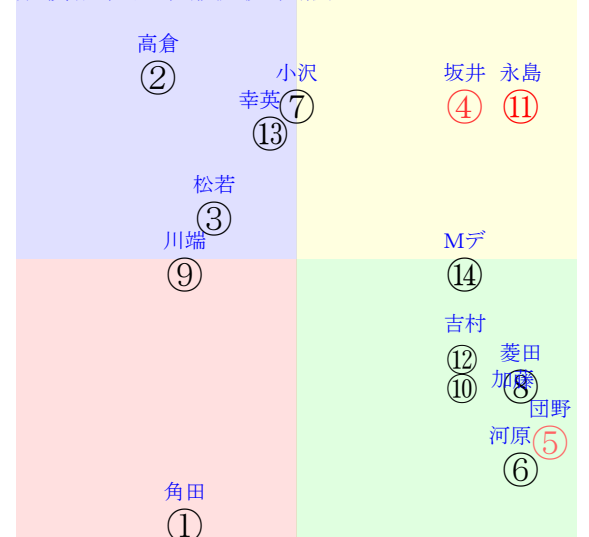 高倉
②
小沢
⑦
坂井
④
永島
⑪
幸英
⑬
松若
③
川端
⑨
Mデ
⑭
吉村
⑫
菱田
⑧
加藤
⑩
団野
⑤
河原
⑥
角田
①